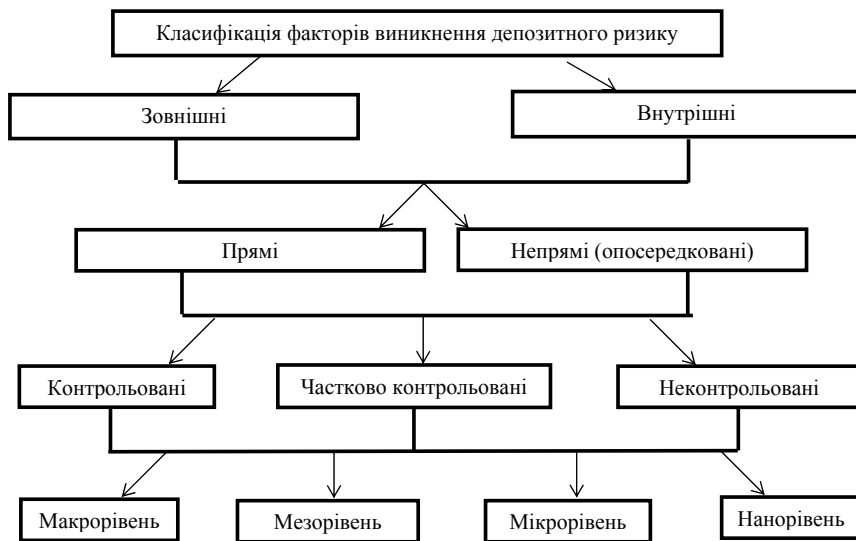 Класифікація факторів виникнення депозитного ризику
Зовнішні
Внутрішні
Прямі
Непрямі (опосередковані)
Контрольовані
Частково контрольовані
Неконтрольовані
Макрорівень
Мезорівень
Мікрорівень
Нанорівень